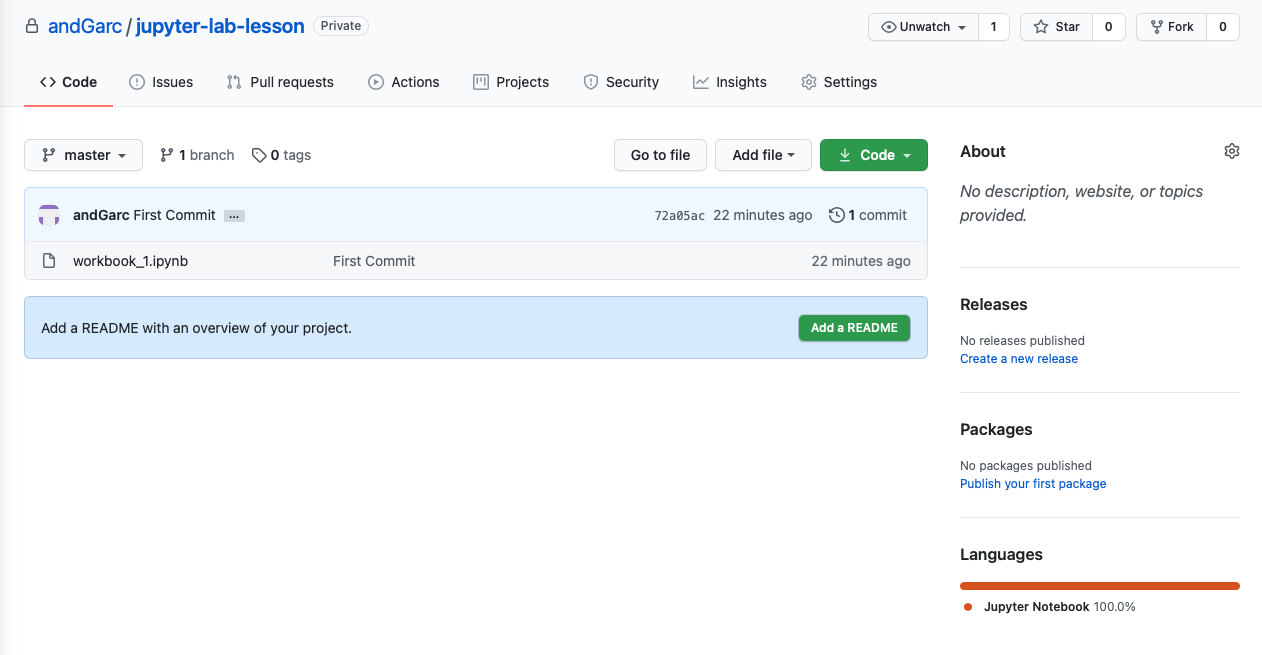 andGarc / jupyter-lab-lesson Private Unwatch 1 Star 0 Fork 0
Code Issues Pull requests Actions Projects Security Insights Settings
master 1 branch 0 tags Go to file Add file Code
andGarc First Commit ... 72a05ac 22 minutes ago 1 commit
workbook_1.ipynb First Commit 22 minutes ago
Add a README with an overview of your project. Add a README
About
No description, website, or topics
provided.
Releases
No releases published
Create a new release
Packages
No packages published
Publish your first package
Languages
Jupyter Notebook 100.0%